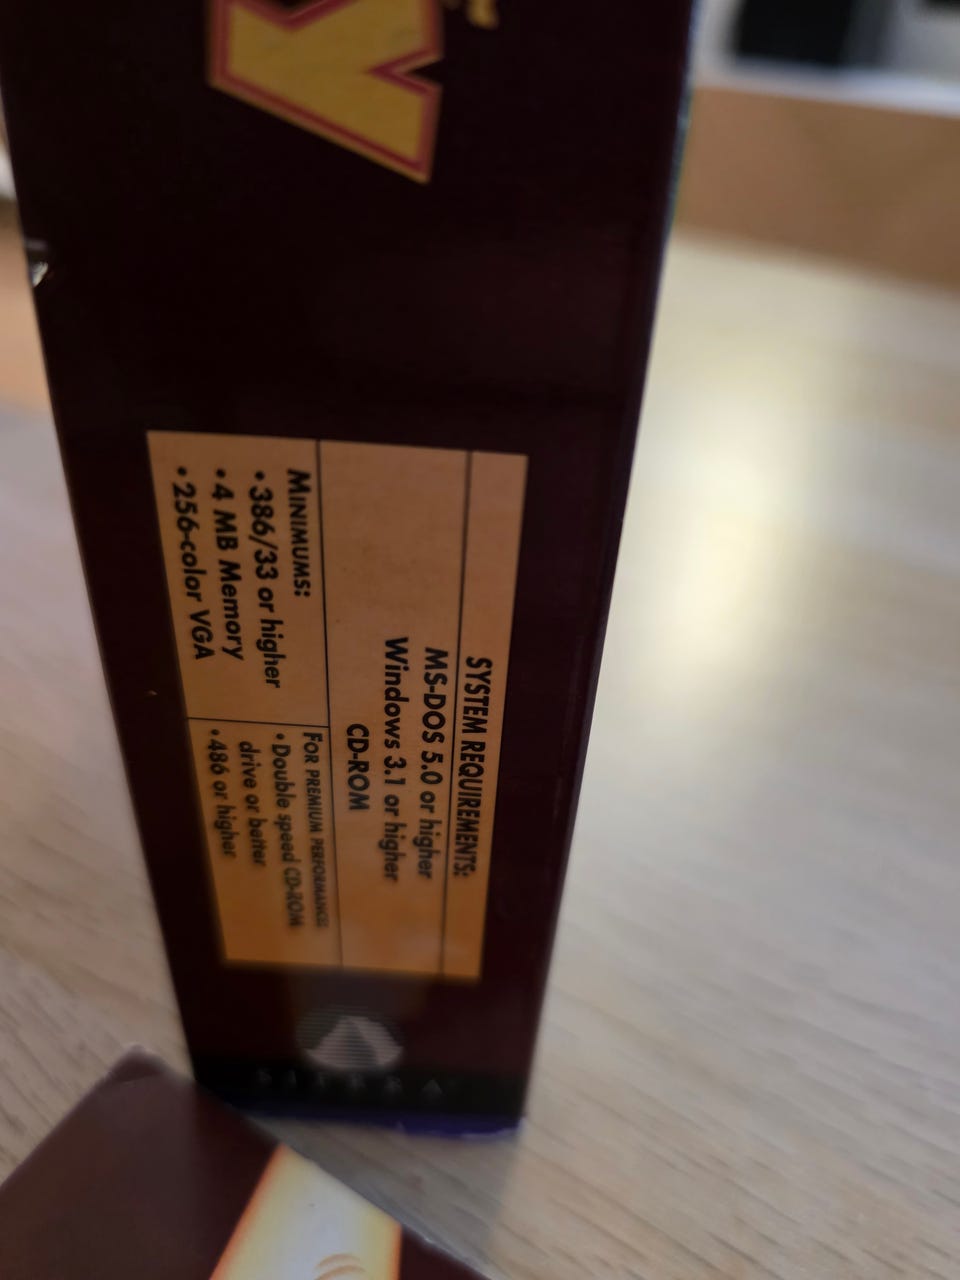 Y
SYSTEM REQUIREMENTS:
MS-DOS 5.0 or higher
Windows 3.1 or higher
CD-ROM
MINIMUMS:
•386/33 or higher
•4 MB Memory
•256-color VGA
FOR PREMIUM PERFORMANCE:
•Double speed CD-ROM
drive or better
•486 or higher
SIERRA